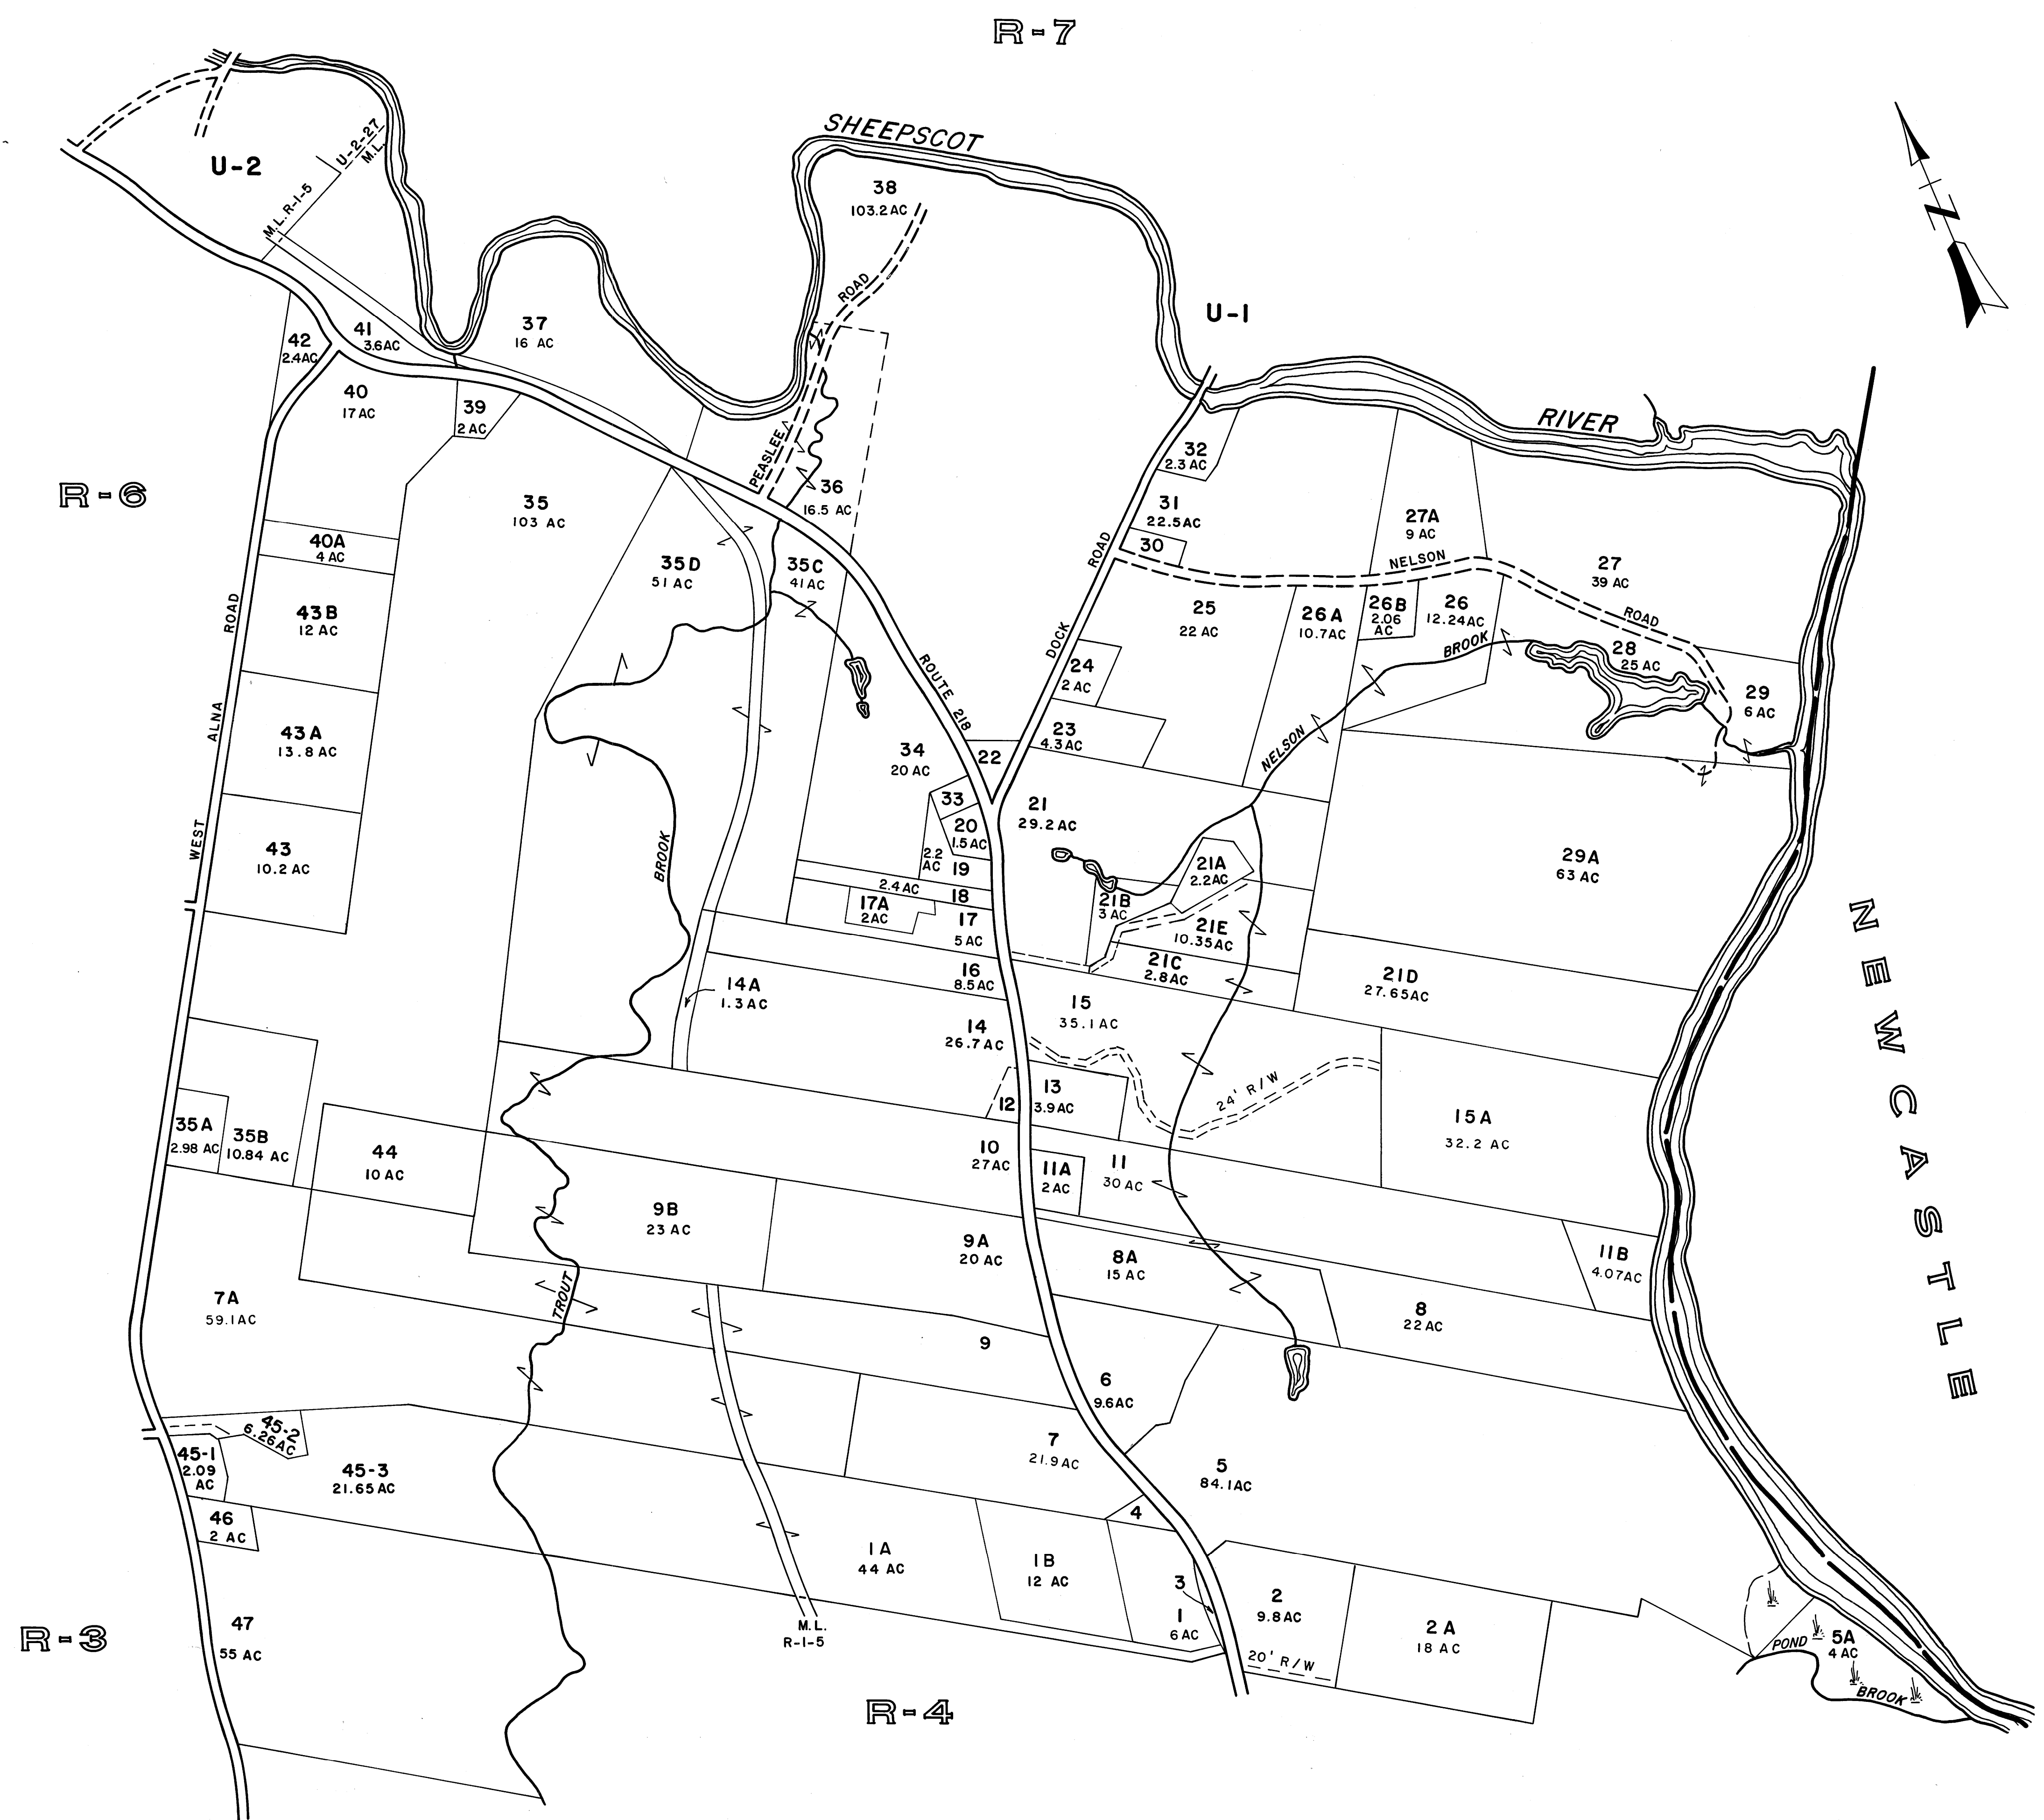 R-7
SHEEPSCOT
U-2-27
M.L.
U-2
M.L. R-1-5
38
103.2 AC
N
ROAD
U-1
37
16 AC
41
3.6AC
42
2.4AC
40
17 AC
39
2 AC
RIVER
R-6
PEASLEE
36
16.5 AC
32
2.3 AC
31
22.5AC
30
35
103 AC
27A
9 AC
NELSON
27
39 AC
ROAD
40A
4 AC
35D
51 AC
35C
41 AC
ROAD
43B
12 AC
ROAD
25
22 AC
26A
10.7AC
26B
2.06
AC
26
12.24AC
BROOK
28
25 AC
DOCK
24
2 AC
29
6 AC
ROUTE 218
ALNA
43A
13.8 AC
23
4.3AC
NELSON
34
20 AC
22
33
21
29.2AC
20
1.5AC
WEST
43
10.2 AC
BROOK
2.2
AC
19
21A
2.2AC
29A
63 AC
2.4AC
18
17A
2AC
17
5 AC
21B
3 AC
21E
10.35AC
NEWCASTLE
16
8.5AC
21C
2.8AC
21D
27.65AC
14A
1.3 AC
15
35.1 AC
14
26.7 AC
24' R/W
13
3.9AC
12
15A
32.2 AC
35A
2.98 AC
35B
10.84 AC
44
10 AC
10
27AC
11A
2 AC
11
30 AC
9B
23 AC
9A
20 AC
8A
15 AC
11B
4.07AC
7A
59.1AC
TROUT
8
22 AC
9
6
9.6AC
45-2
6.26AC
45-1
2.09
AC
45-3
21.65 AC
7
21.9 AC
5
84.1AC
46
2 AC
4
1A
44 AC
1B
12 AC
3
1
6 AC
2
9.8AC
2A
18 AC
R-3
47
55 AC
M.L.
R-1-5
20' R/W
POND
5A
4 AC
BROOK
R-4